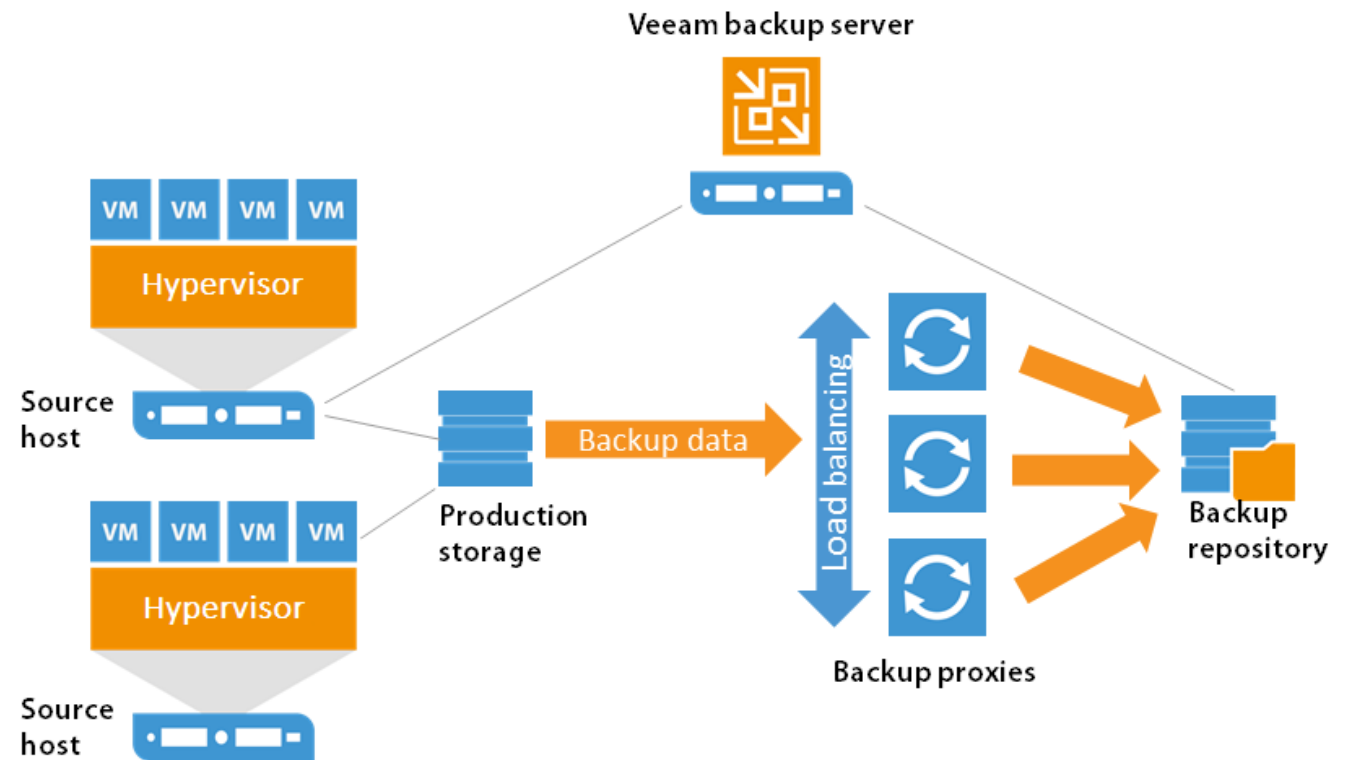 Veeam backup server
VM VM VM VM
Hypervisor
Source
host
Production
storage
Backup data
Load balancing
Backup proxies
Backup
repository
VM VM VM VM
Hypervisor
Source
host